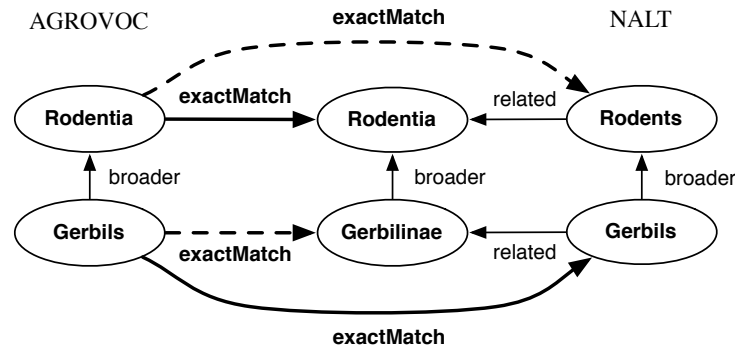 exactMatch
AGROVOC NALT
exactMatch related
Rodentia Rodentia Rodents
broader broader broader
Gerbils Gerbilinae Gerbils
exactMatch related
exactMatch